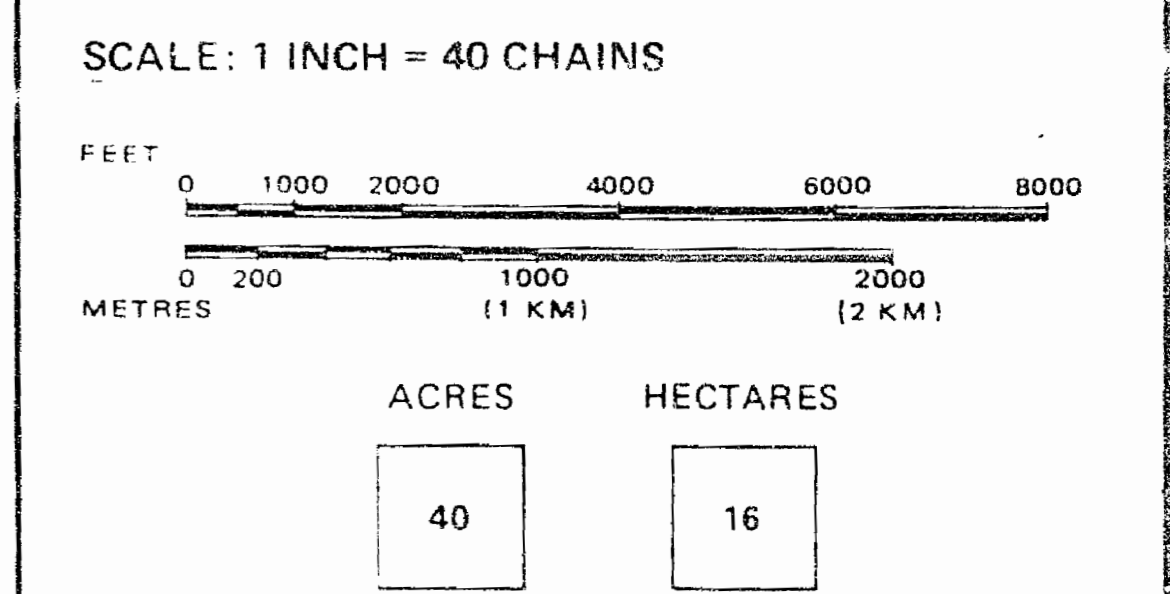 SCALE: 1 INCH = 40 CHAINS
FEET
0 1000 2000 4000 6000 8000
0 200 1000 2000
METRES (1 KM) (2 KM)
ACRES HECTARES
40 16